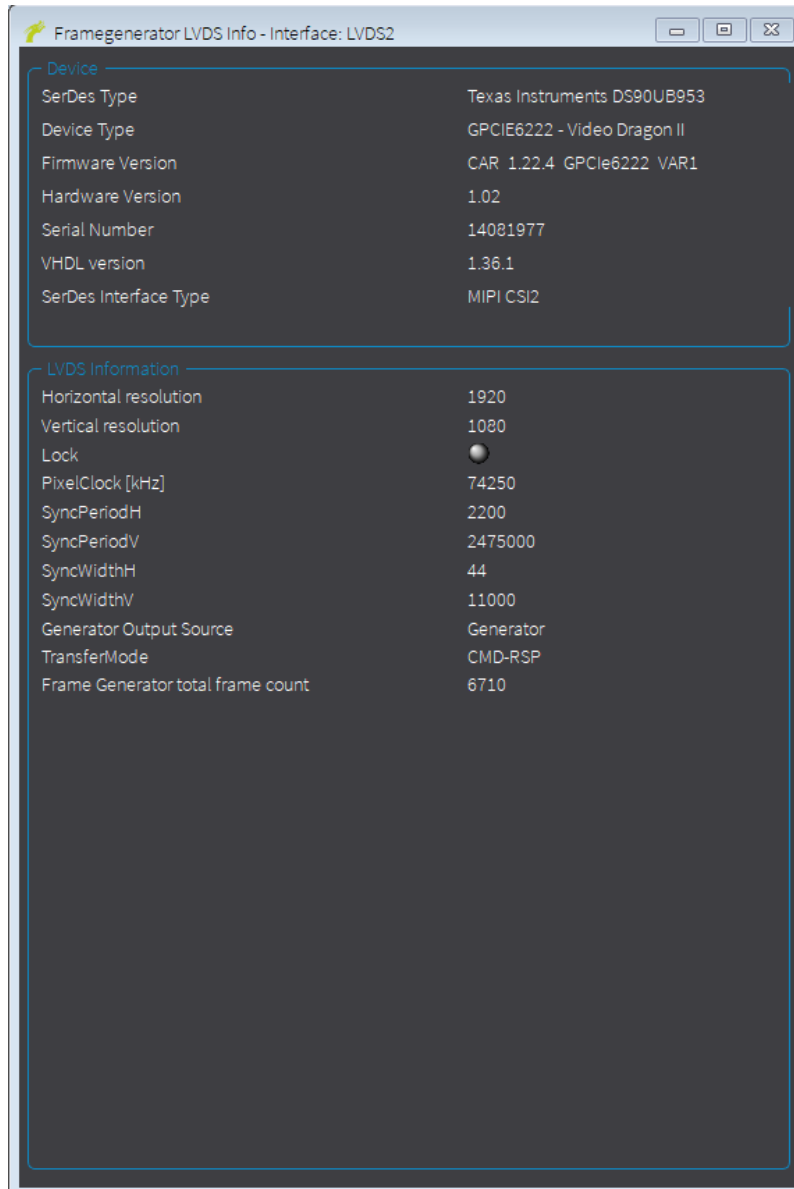 Framegenerator LVDS Info - Interface: LVDS2
Device
SerDes Type Texas Instruments DS90UB953
Device Type GPCIE6222 - Video Dragon II
Firmware Version CAR 1.22.4 GPCIe6222 VAR1
Hardware Version 1.02
Serial Number 14081977
VHDL version 1.36.1
SerDes Interface Type MIPI CSI2
LVDS Information
Horizontal resolution 1920
Vertical resolution 1080
Lock
PixelClock [kHz] 74250
SyncPeriodH 2200
SyncPeriodV 2475000
SyncWidthH 44
SyncWidthV 11000
Generator Output Source Generator
TransferMode CMD-RSP
Frame Generator total frame count 6710